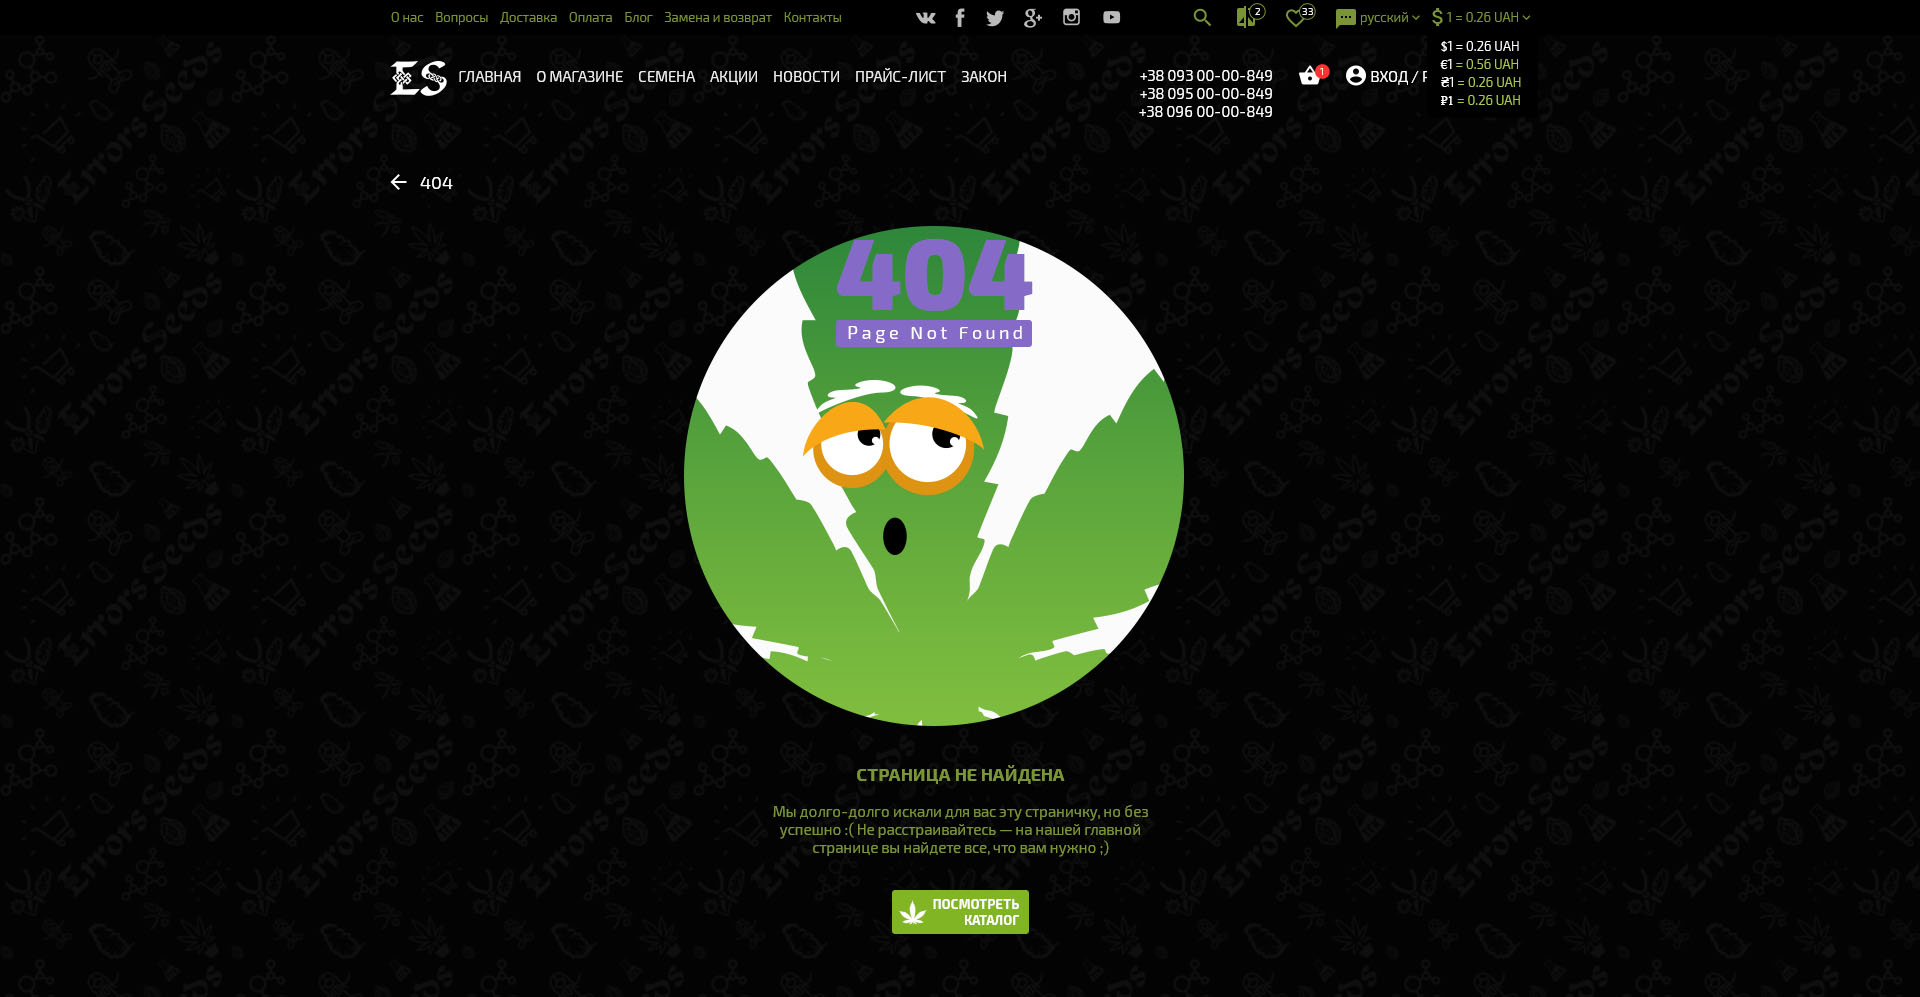 О нас Вопросы Доставка Оплата Блог Замена и возврат Контакты
2 33 русский $ 1 = 0.26 UAH
$1 = 0.26 UAH
€1 = 0.56 UAH
₴1 = 0.26 UAH
₽1 = 0.26 UAH
ES ГЛАВНАЯ О МАГАЗИНЕ СЕМЕНА АКЦИИ НОВОСТИ ПРАЙС-ЛИСТ ЗАКОН
+38 093 00-00-849
+38 095 00-00-849
+38 096 00-00-849
1
ВХОД /
404
404
Page Not Found
СТРАНИЦА НЕ НАЙДЕНА
Мы долго-долго искали для вас эту страничку, но без
успешно :( Не расстраивайтесь — на нашей главной
странице вы найдете все, что вам нужно ;)
ПОСМОТРЕТЬ
КАТАЛОГ
Errors Seeds